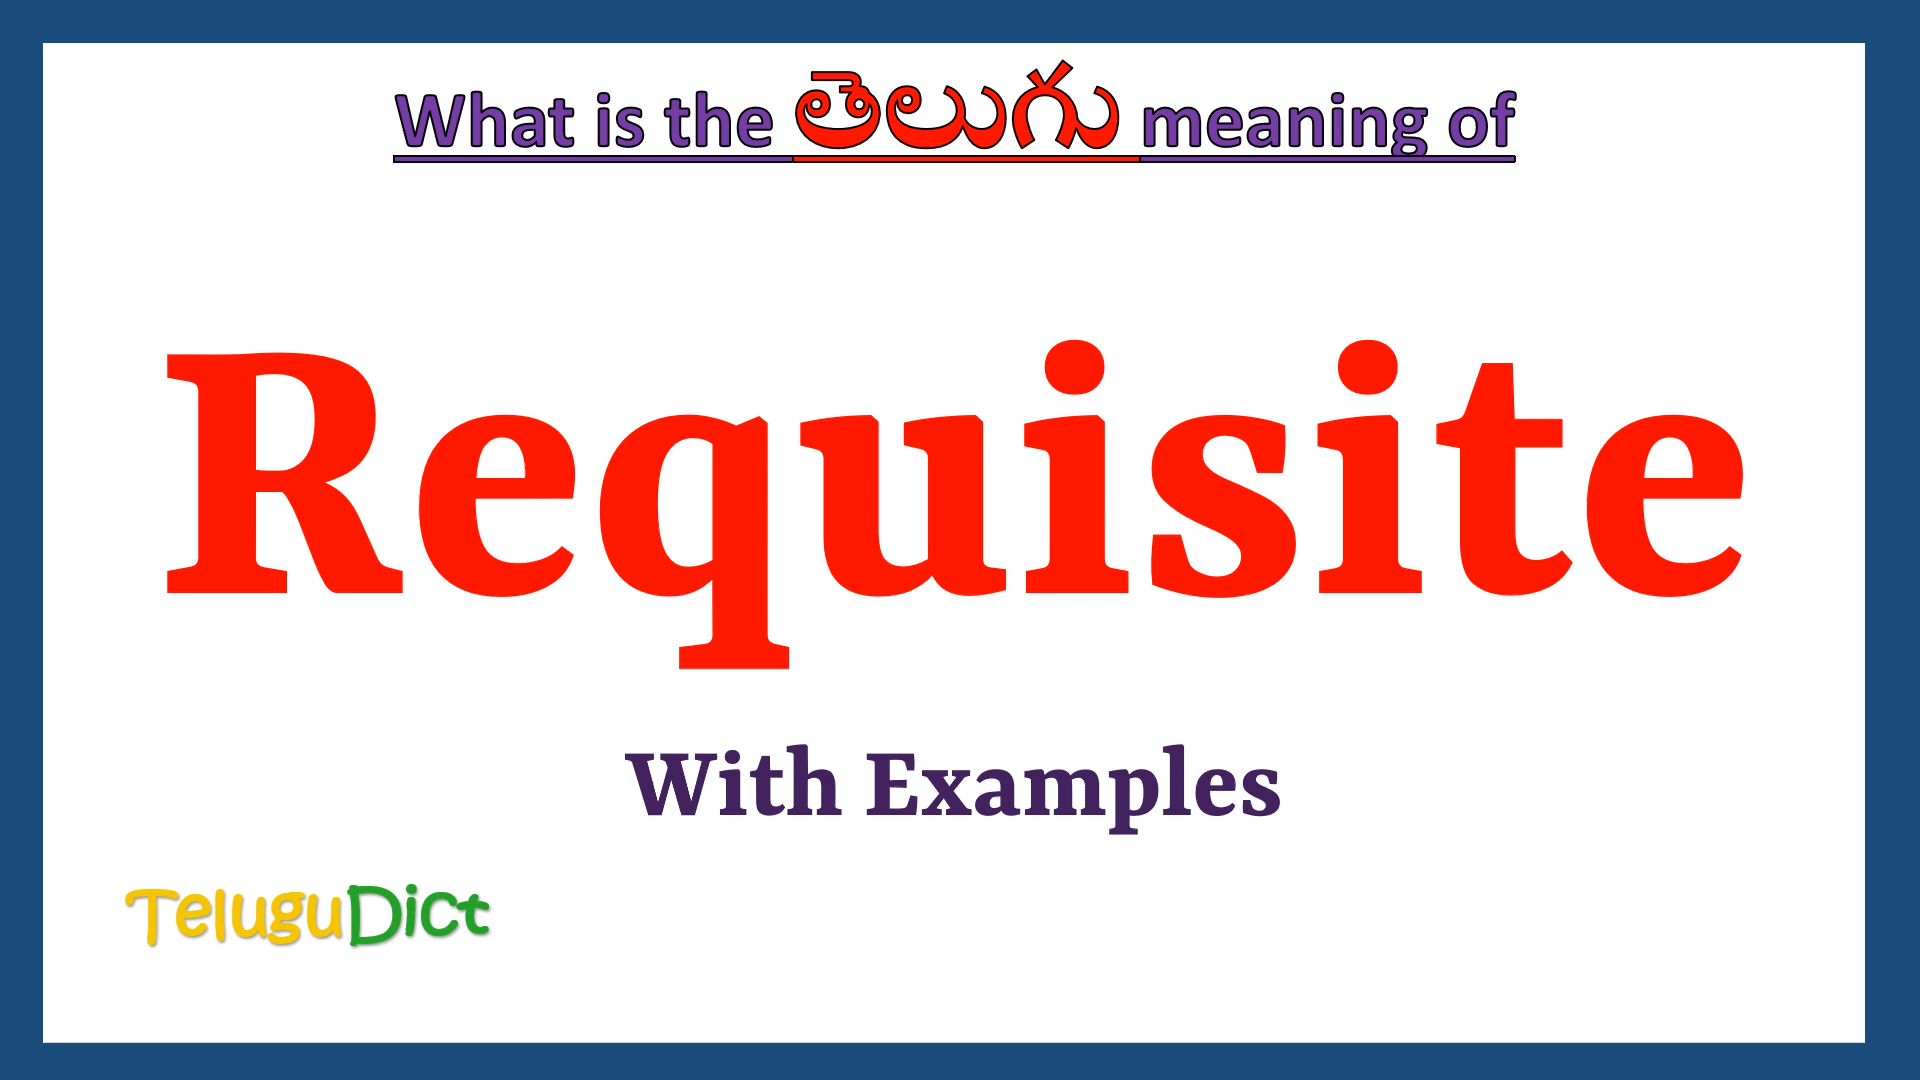 What is the తెలుగు meaning of
Requisite
With Examples
TeluguDict